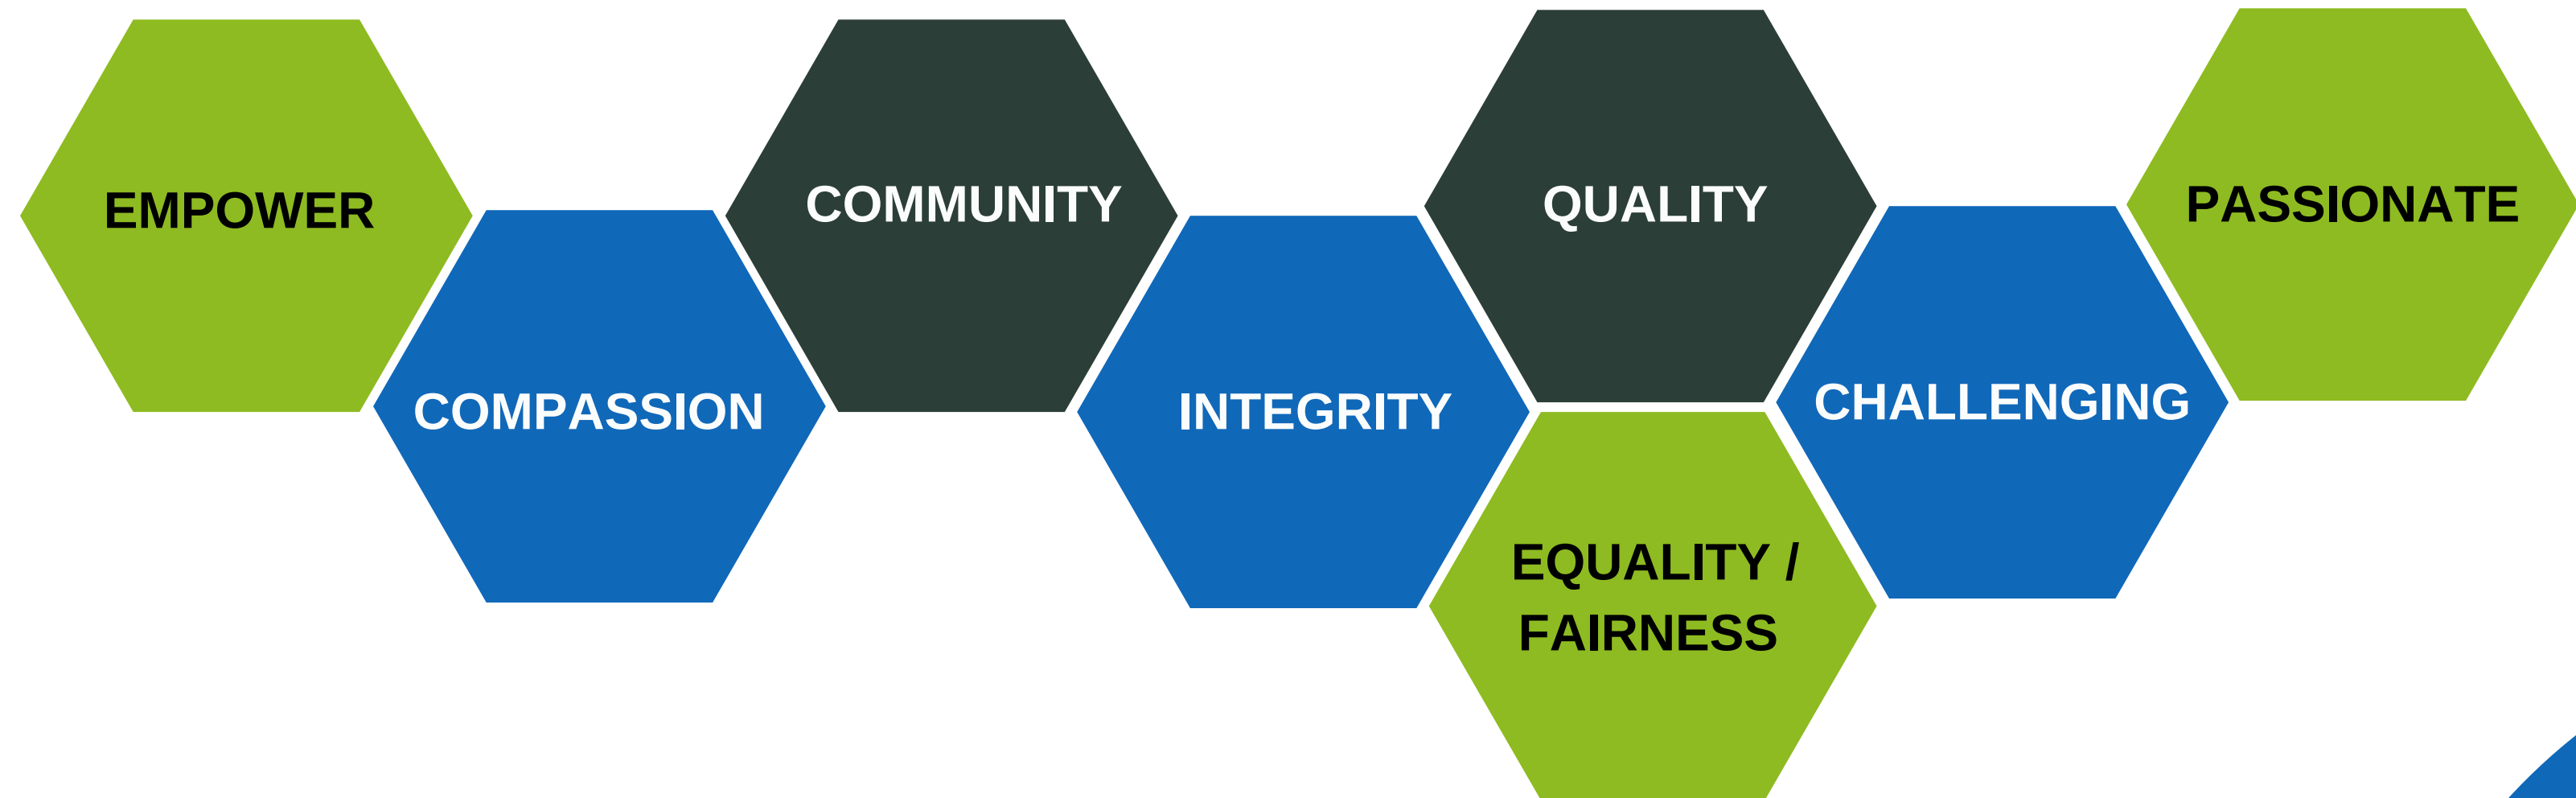 EMPOWER
COMPASSION
COMMUNITY
INTEGRITY
QUALITY
EQUALITY /
FAIRNESS
CHALLENGING
PASSIONATE